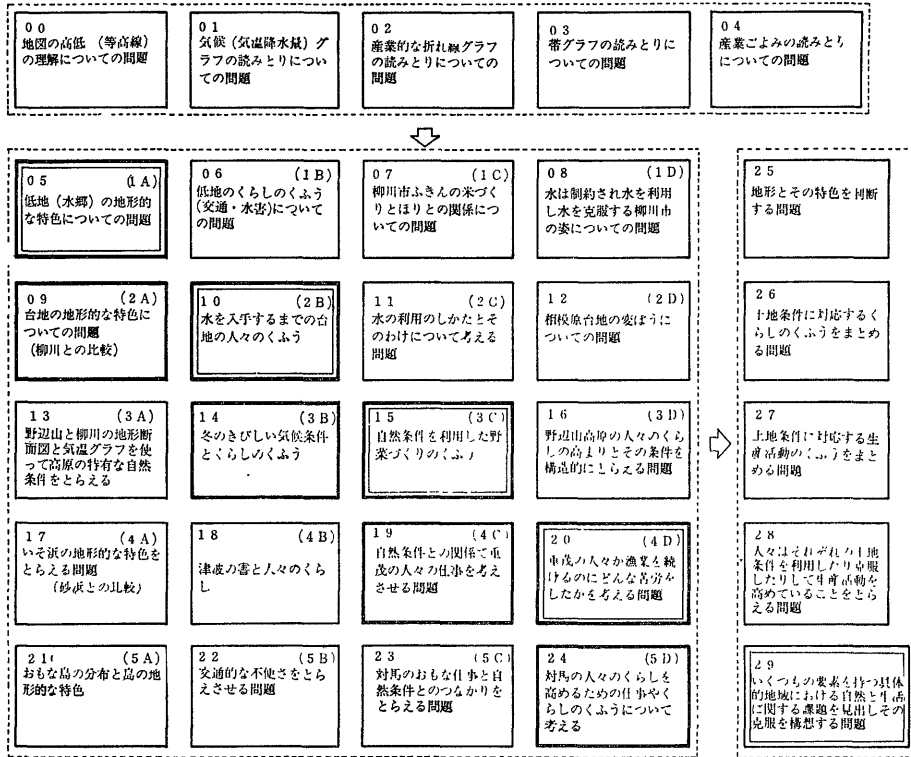 00
地図の高低 (等高線)
の理解についての問題
01
気候(気温降水量)グ
ラフの読みとりについ
ての問題
02
産業的な折れ線グラフ
の読みとりについての
問題
03
帯グラフの読みとりに
ついての問題
04
産業ごよみの読みとり
についての問題
05 (1A)
低地(水郷)の地形的
な特色についての問題
06 (1B)
低地のくらしのくふう
(交通・水害)について
の問題
07 (1C)
柳川市ふきんの米づく
りとほりとの関係につ
いての問題
08 (1D)
水は制約され水を利用
し水を克服する柳川市
の姿についての問題
25
地形とその特色を判断
する問題
09 (2A)
台地の地形的な特色に
ついての問題
(柳川との比較)
10 (2B)
水を入手するまでの台
地の人々のくふう
11 (2C)
水の利用のしかたとそ
のわけについて考える
問題
12 (2D)
相模原台地の変ぼうに
ついての問題
26
土地条件に対応するく
らしのくふうをまとめ
る問題
13 (3A)
野辺山と柳川の地形断
面図と気温グラフを使
って高原の特有な自然
条件をとらえる
14 (3B)
冬のきびしい気候条件
とくらしのくふう
15 (3C)
自然条件を利用した野
菜づくりのくふう
16 (3D)
野辺山高原の人々のくら
しの高まりとその条件を
構造的にとらえる問題
27
土地条件に対応する生
産活動のくふうをまと
める問題
17 (4A)
いそ浜の地形的な特色を
とらえる問題
(砂浜との比較)
18 (4B)
津波の害と人々のくら
し
19 (4C)
自然条件との関係で重
茂の人々の仕事を考え
させる問題
20 (4D)
重茂の人々が漁業を続
けるのにどんな苦労を
したかを考える問題
28
人々はそれぞれの土地
条件を利用したり克服
したりして生産活動を
高めていることをとら
える問題
21 (5A)
おもな島の分布と島の地
形的な特色
22 (5B)
交通的な不便さをとら
えさせる問題
23 (5C)
対馬のおもな仕事と自
然条件とのつながりを
とらえる問題
24 (5D)
対馬の人々のくらしを
高めるための仕事やく
らしのくふうについて
考える
29
いくつもの要素を持つ具体
的地域における自然と生活
に関する課題を見出しその
克服を構想する問題